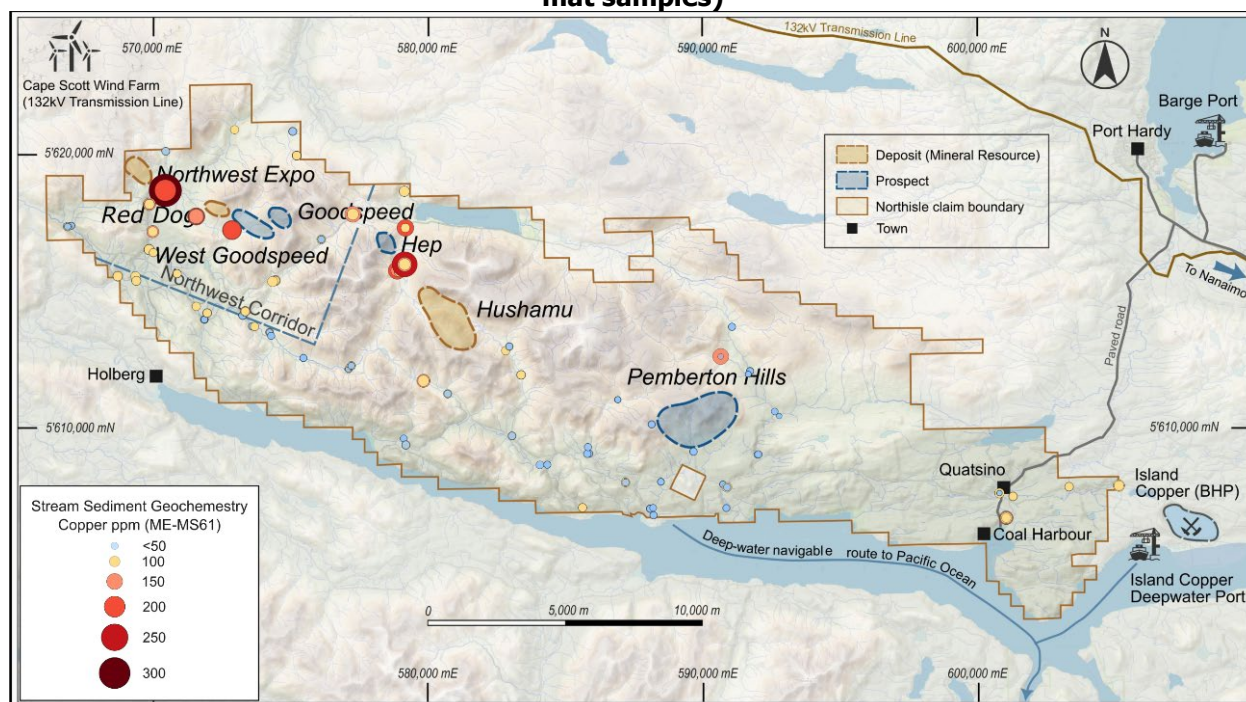 mat samples)
570,000 mE
580,000 mE
590,000 mE
600,000 mE
132kV Transmission Line
N
Cape Scott Wind Farm
(132kV Transmission Line)
Barge Port
Port Hardy
5'620,000 mN
Deposit (Mineral Resource)
Prospect
Northisle claim boundary
Town
Northwest Expo
Red Dog
Goodspeed
West Goodspeed
Hep
To Nanaimo
Northwest Corridor
Hushamu
Paved road
Holberg
Pemberton Hills
5'610,000 mN
5'610,000 mN
Quatsino
Island
Copper (BHP)
Coal Harbour
Stream Sediment Geochemestry
Copper ppm (ME-MS61)
<50
100
150
200
250
300
Deep-water navigable route to Pacific Ocean
Island Copper
Deepwater Port
0
5,000 m
10,000 m
580,000 mE
590,000 mE
600,000 mE